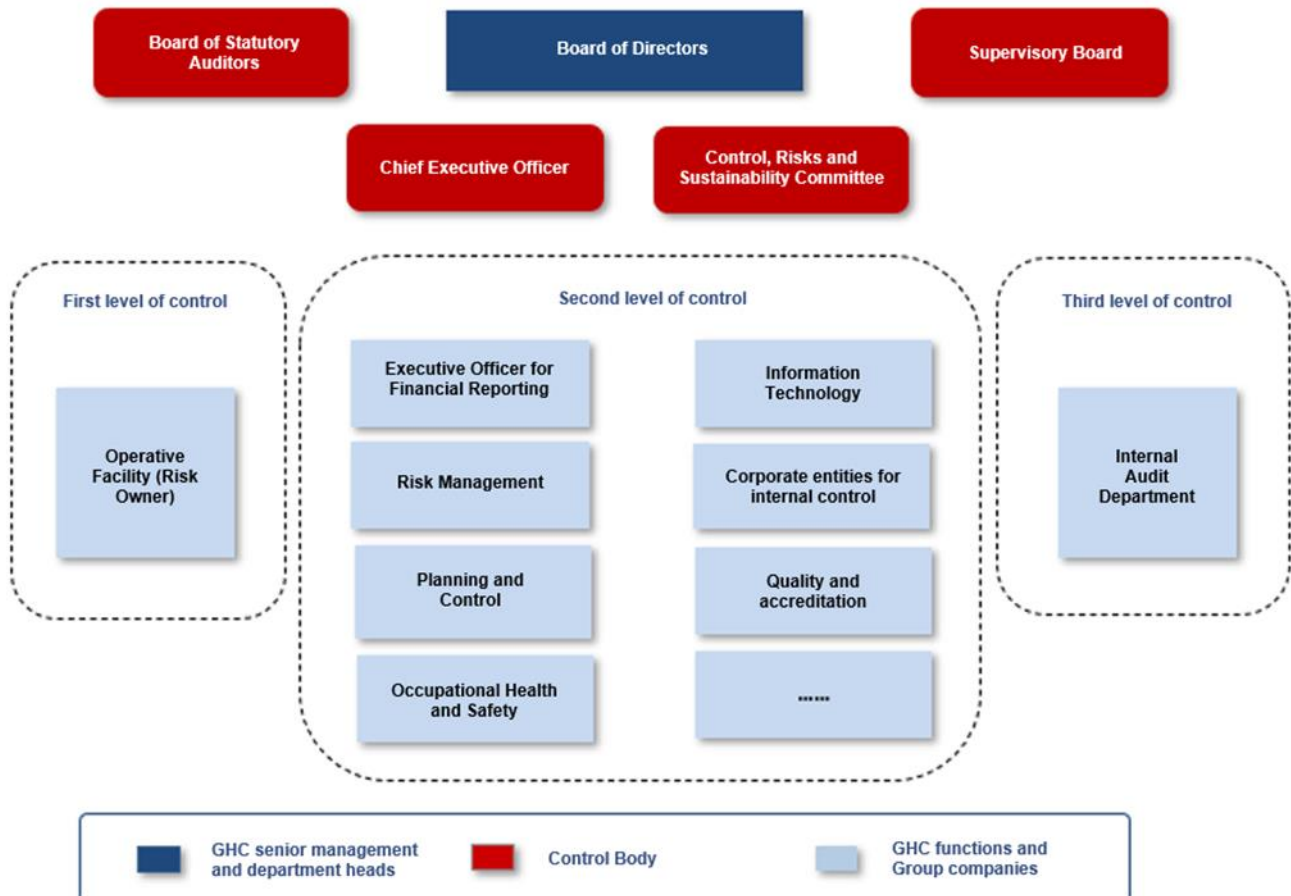 Board of Statutory
Auditors
Board of Directors
Supervisory Board
Chief Executive Officer
Control, Risks and
Sustainability Committee
First level of control
Second level of control
Third level of control
Operative
Facility (Risk
Owner)
Executive Officer for
Financial Reporting
Information
Technology
Risk Management
Corporate entities for
internal control
Planning and
Control
Quality and
accreditation
Occupational Health
and Safety
......
Internal
Audit
Department
GHC senior management
and department heads
Control Body
GHC functions and
Group companies